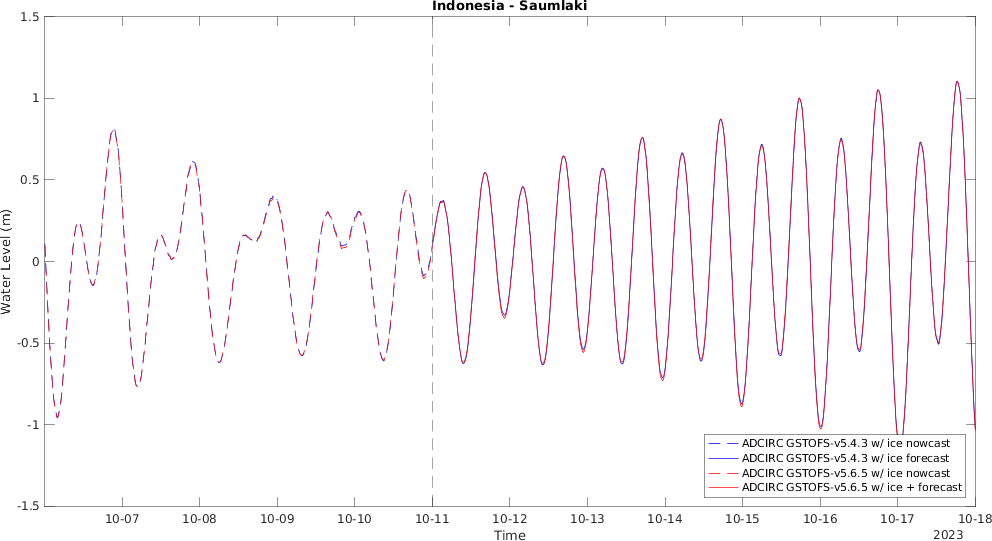 Indonesia - Saumlaki
1.5
1
0.5
0
-0.5
-1
-1.5
Water Level (m)
ADCIRC GSTOFS-v5.4.3 w/ ice nowcast
ADCIRC GSTOFS-v5.4.3 w/ ice forecast
ADCIRC GSTOFS-v5.6.5 w/ ice nowcast
ADCIRC GSTOFS-v5.6.5 w/ ice + forecast
10-07 10-08 10-09 10-10 10-11 10-12 10-13 10-14 10-15 10-16 10-17 10-18
Time
2023